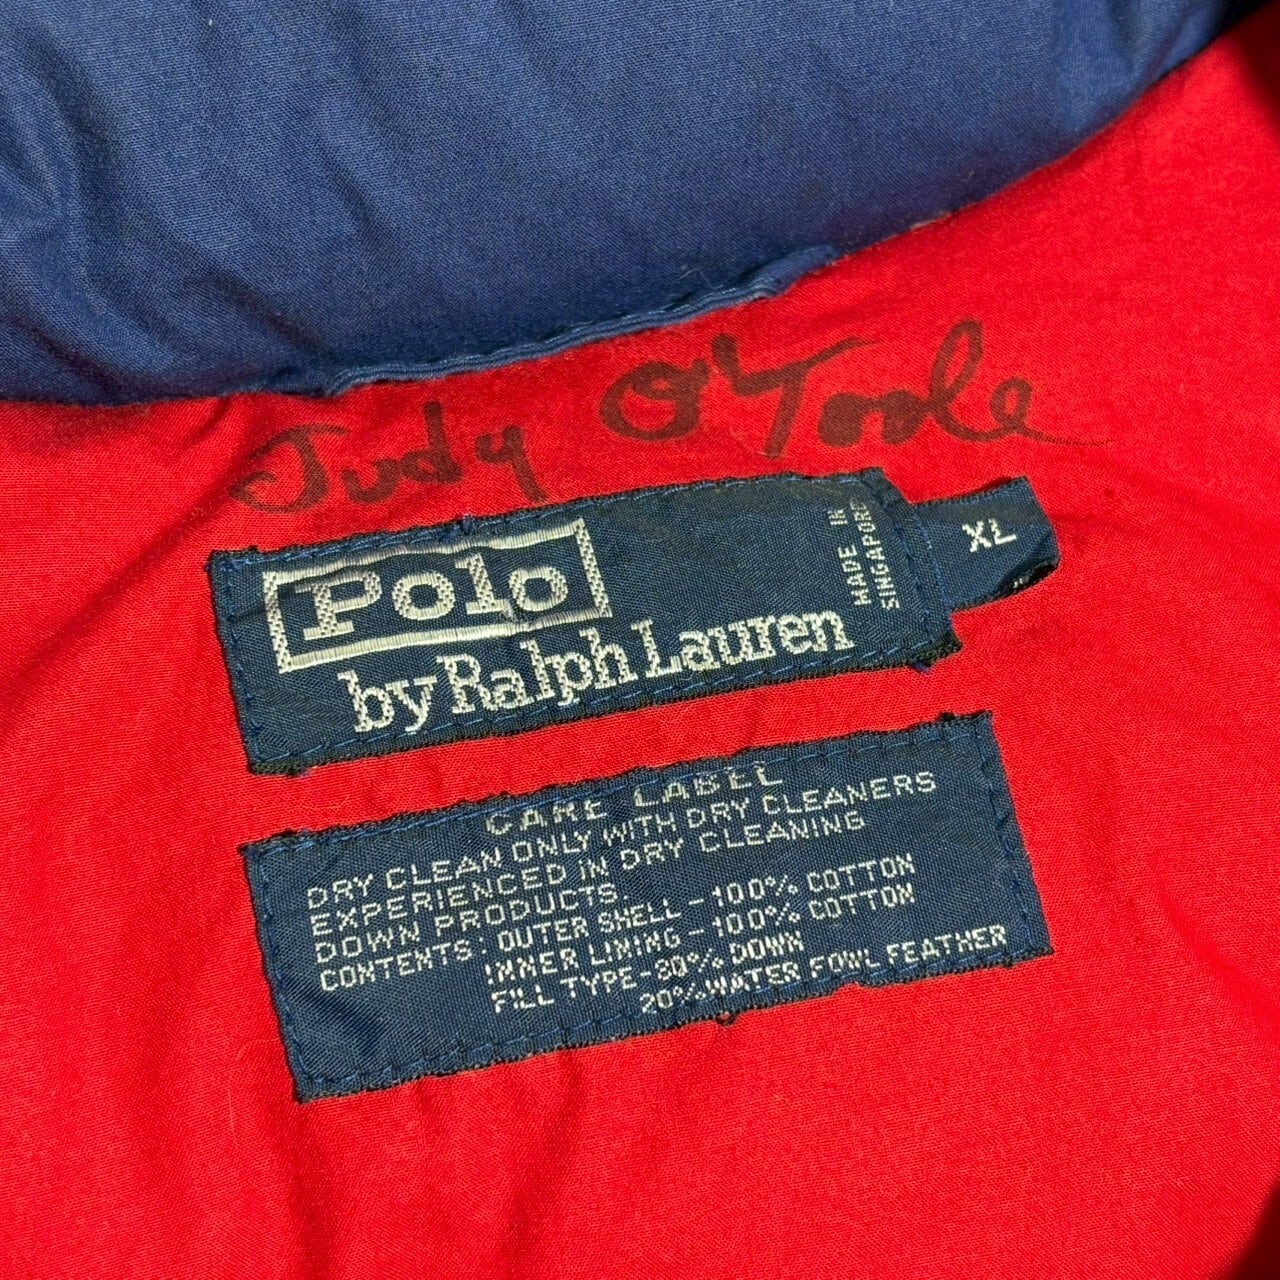 Judy O'Toole
Polo
by Ralph Lauren
MADE IN
SINGAPORE
XL
CARE LABEL
DRY CLEAN ONLY WITH DRY CLEANERS
EXPERIENCED IN DRY CLEANING
DOWN PRODUCTS.
CONTENTS: OUTER SHELL-100% COTTON
INNER LINING-100% COTTON
FILL TYPE-80% DOWN
20% WATER FOWL FEATHER